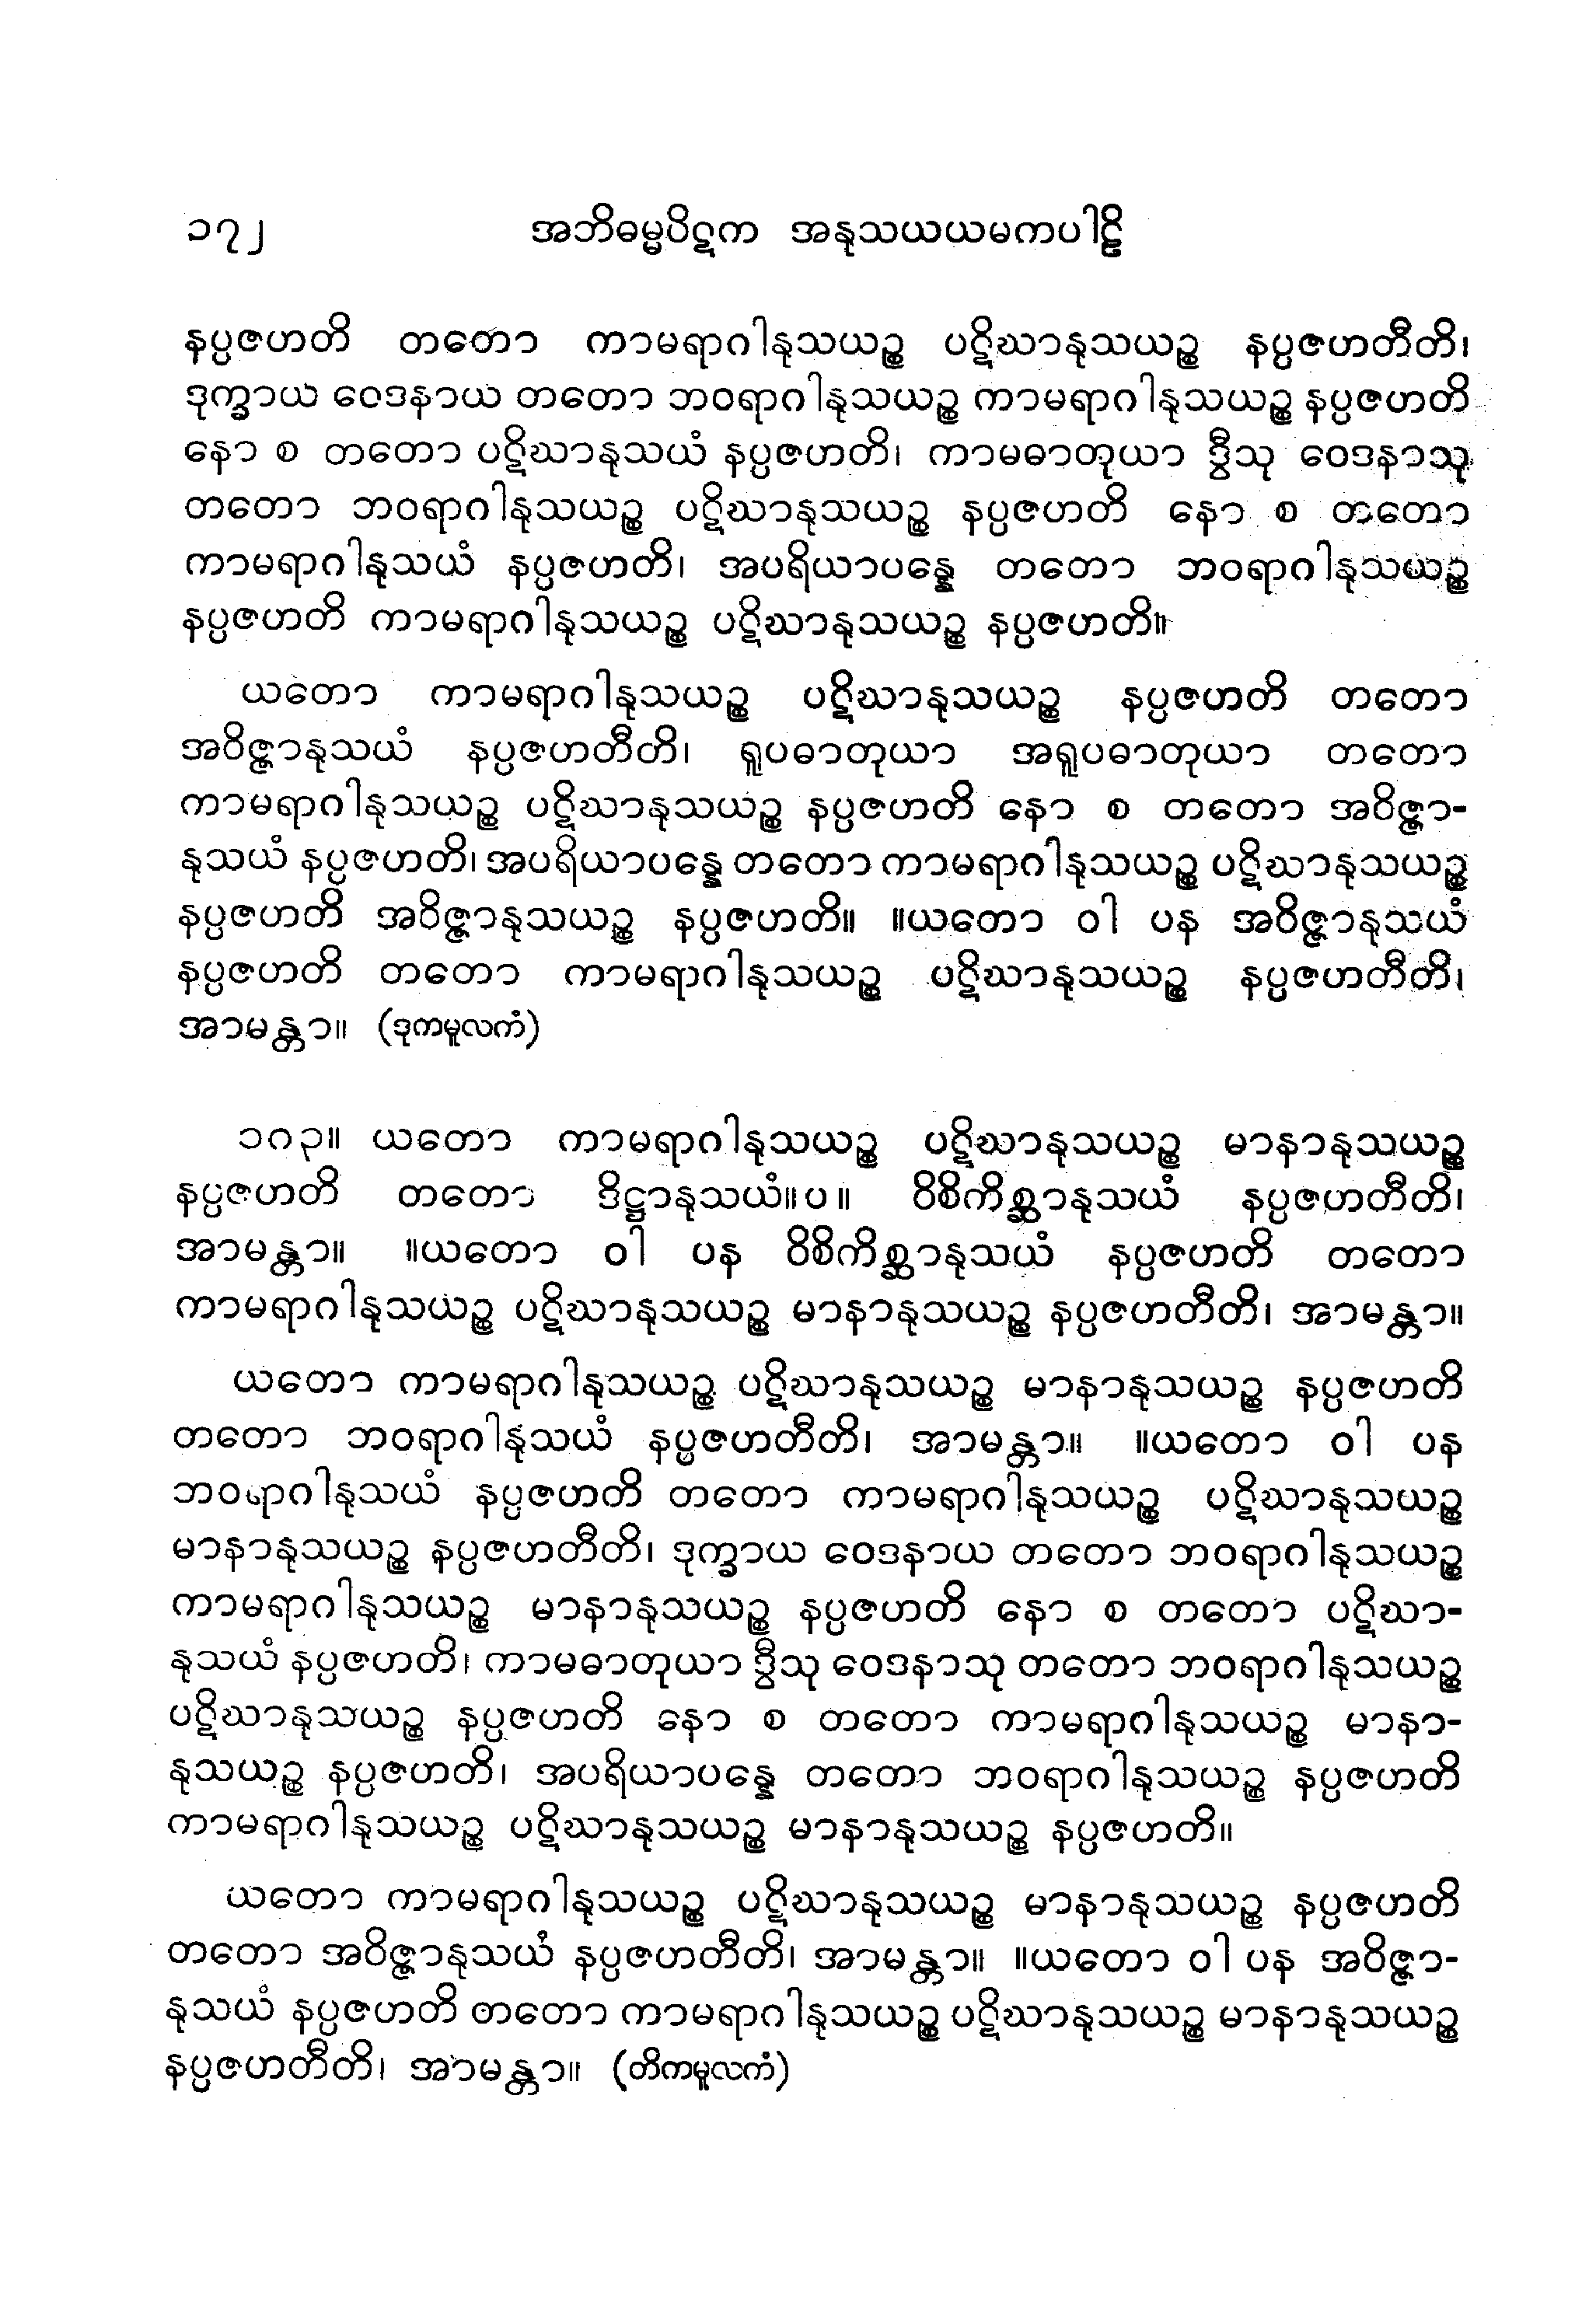 ၁၇၂ အဘိဓမ္မပိဋက အနုသယယမကပါဠိ
နပ္ပဇဟတိ တတော ကာမရာဂါနုသယဉ္စ ပဋိဃာနုသယဉ္စ နပ္ပဇဟတီတိ၊
ဒုက္ခာယ ဝေဒနာယ တတော ဘဝရာဂါနုသယဉ္စ ကာမရာဂါနုသယဉ္စ နပ္ပဇဟတိ
နော စ တတော ပဋိဃာနုသယံ နပ္ပဇဟတိ၊ ကာမဓာတုယာ ဒွီသု ဝေဒနာသု
တတော ဘဝရာဂါနုသယဉ္စ ပဋိဃာနုသယဉ္စ နပ္ပဇဟတိ နော စ တတော
ကာမရာဂါနုသယံ နပ္ပဇဟတိ၊ အပရိယာပန္နေ တတော ဘဝရာဂါနုသယဉ္စ
နပ္ပဇဟတိ ကာမရာဂါနုသယဉ္စ ပဋိဃာနုသယဉ္စ နပ္ပဇဟတိ။
ယတော ကာမရာဂါနုသယဉ္စ ပဋိဃာနုသယဉ္စ နပ္ပဇဟတိ တတော
အဝိဇ္ဇာနုသယံ နပ္ပဇဟတီတိ၊ ရူပဓာတုယာ အရူပဓာတုယာ တတော
ကာမရာဂါနုသယဉ္စ ပဋိဃာနုသယဉ္စ နပ္ပဇဟတိ နော စ တတော အဝိဇ္ဇာ-
နုသယံ နပ္ပဇဟတိ၊ အပရိယာပန္နေ တတော ကာမရာဂါနုသယဉ္စ ပဋိဃာနုသယဉ္စ
နပ္ပဇဟတိ အဝိဇ္ဇာနုသယဉ္စ နပ္ပဇဟတိ။ ။ယတော ဝါ ပန အဝိဇ္ဇာနုသယံ
နပ္ပဇဟတိ တတော ကာမရာဂါနုသယဉ္စ ပဋိဃာနုသယဉ္စ နပ္ပဇဟတီတိ၊
အာမန္တာ။ (ဒုကမူလကံ)
၁၈၃။ ယတော ကာမရာဂါနုသယဉ္စ ပဋိဃာနုသယဉ္စ မာနာနုသယဉ္စ
နပ္ပဇဟတိ တတော ဒိဋ္ဌာနုသယံ။ပ။ ဝိစိကိစ္ဆာနုသယံ နပ္ပဇဟတီတိ၊
အာမန္တာ။ ။ယတော ဝါ ပန ဝိစိကိစ္ဆာနုသယံ နပ္ပဇဟတိ တတော
ကာမရာဂါနုသယဉ္စ ပဋိဃာနုသယဉ္စ မာနာနုသယဉ္စ နပ္ပဇဟတီတိ၊ အာမန္တာ။
ယတော ကာမရာဂါနုသယဉ္စ ပဋိဃာနုသယဉ္စ မာနာနုသယဉ္စ နပ္ပဇဟတိ
တတော ဘဝရာဂါနုသယံ နပ္ပဇဟတီတိ၊ အာမန္တာ။ ။ယတော ဝါ ပန
ဘဝရာဂါနုသယံ နပ္ပဇဟတိ တတော ကာမရာဂါနုသယဉ္စ ပဋိဃာနုသယဉ္စ
မာနာနုသယဉ္စ နပ္ပဇဟတီတိ၊ ဒုက္ခာယ ဝေဒနာယ တတော ဘဝရာဂါနုသယဉ္စ
ကာမရာဂါနုသယဉ္စ မာနာနုသယဉ္စ နပ္ပဇဟတိ နော စ တတော ပဋိဃာ-
နုသယံ နပ္ပဇဟတိ၊ ကာမဓာတုယာ ဒွီသု ဝေဒနာသု တတော ဘဝရာဂါနုသယဉ္စ
ပဋိဃာနုသယဉ္စ နပ္ပဇဟတိ နော စ တတော ကာမရာဂါနုသယဉ္စ မာနာ-
နုသယဉ္စ နပ္ပဇဟတိ၊ အပရိယာပန္နေ တတော ဘဝရာဂါနုသယဉ္စ နပ္ပဇဟတိ
ကာမရာဂါနုသယဉ္စ ပဋိဃာနုသယဉ္စ မာနာနုသယဉ္စ နပ္ပဇဟတိ။
ယတော ကာမရာဂါနုသယဉ္စ ပဋိဃာနုသယဉ္စ မာနာနုသယဉ္စ နပ္ပဇဟတိ
တတော အဝိဇ္ဇာနုသယံ နပ္ပဇဟတီတိ၊ အာမန္တာ။ ။ယတော ဝါ ပန အဝိဇ္ဇာ-
နုသယံ နပ္ပဇဟတိ တတော ကာမရာဂါနုသယဉ္စ ပဋိဃာနုသယဉ္စ မာနာနုသယဉ္စ
နပ္ပဇဟတီတိ၊ အာမန္တာ။ (တိကမူလကံ)